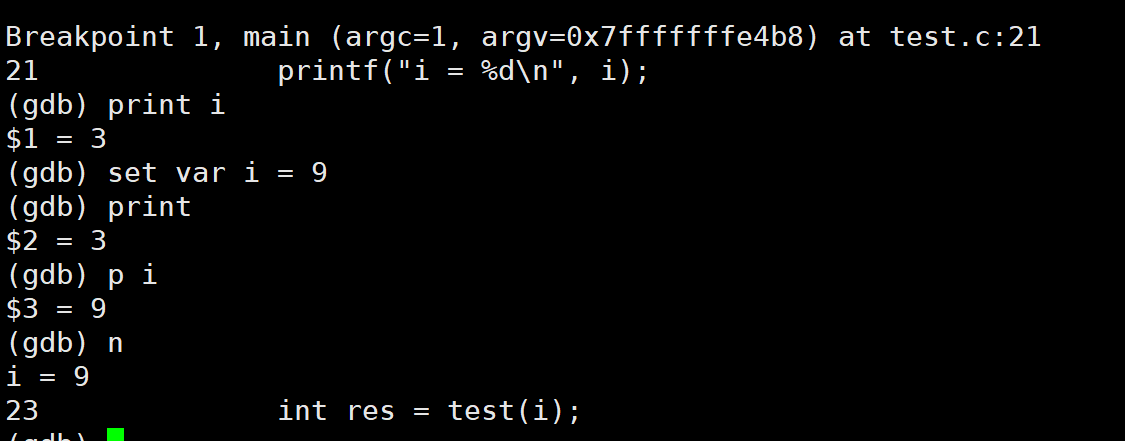 Breakpoint 1, main (argc=1, argv=0x7fffffffe4b8) at test.c:21
21              printf("i = %d\n", i);
(gdb) print i
$1 = 3
(gdb) set var i = 9
(gdb) print
$2 = 3
(gdb) p i
$3 = 9
(gdb) n
i = 9
23              int res = test(i);
(gdb)